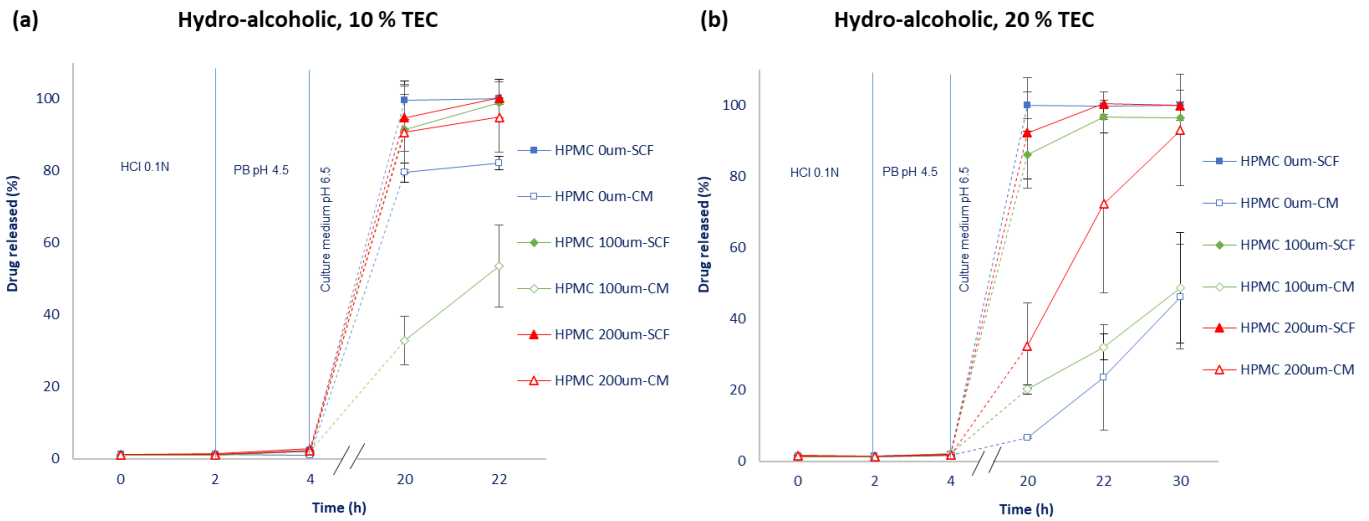 (a)
Hydro-alcoholic, 10 % TEC
Drug released (%)
100
80
60
40
20
0
HCl 0.1N
PB pH 4.5
Culture medium pH 6.5
0
2
4
20
22
Time (h)
HPMC 0um-SCF
HPMC 0um-CM
HPMC 100um-SCF
HPMC 100um-CM
HPMC 200um-SCF
HPMC 200um-CM
(b)
Hydro-alcoholic, 20 % TEC
Drug released (%)
100
80
60
40
20
0
HCl 0.1N
PB pH 4.5
Culture medium pH 6.5
0
2
4
20
22
30
Time (h)
HPMC 0um-SCF
HPMC 0um-CM
HPMC 100um-SCF
HPMC 100um-CM
HPMC 200um-SCF
HPMC 200um-CM